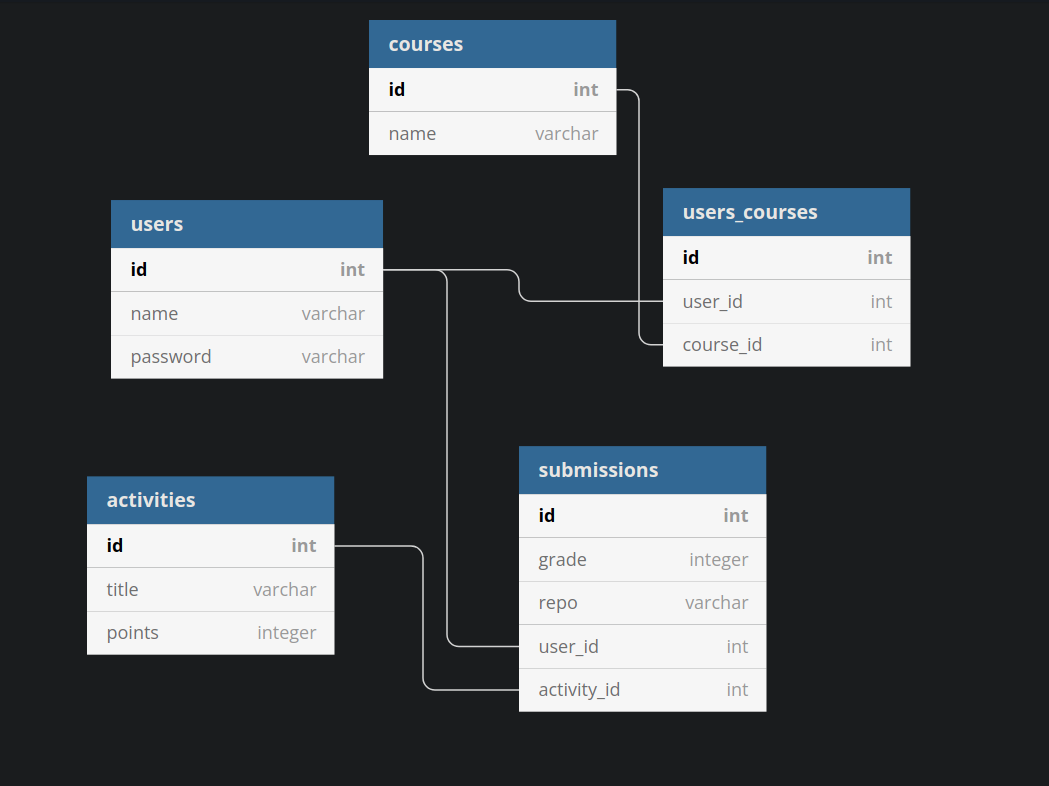 courses
id int
name varchar
users
id int
name varchar
password varchar
users_courses
id int
user_id int
course_id int
activities
id int
title varchar
points integer
submissions
id int
grade integer
repo varchar
user_id int
activity_id int